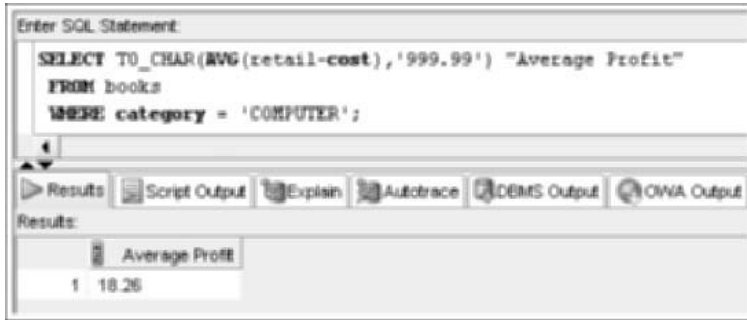 Enter SQL Statement:
SELECT TO_CHAR(AVG(retail-cost),'999.99') "Average Profit"
FROM books
WHERE category = 'COMPUTER';
Results Script Output Explain Autotrace DBMS Output OWA Output
Results:
Average Profit
1 18.26